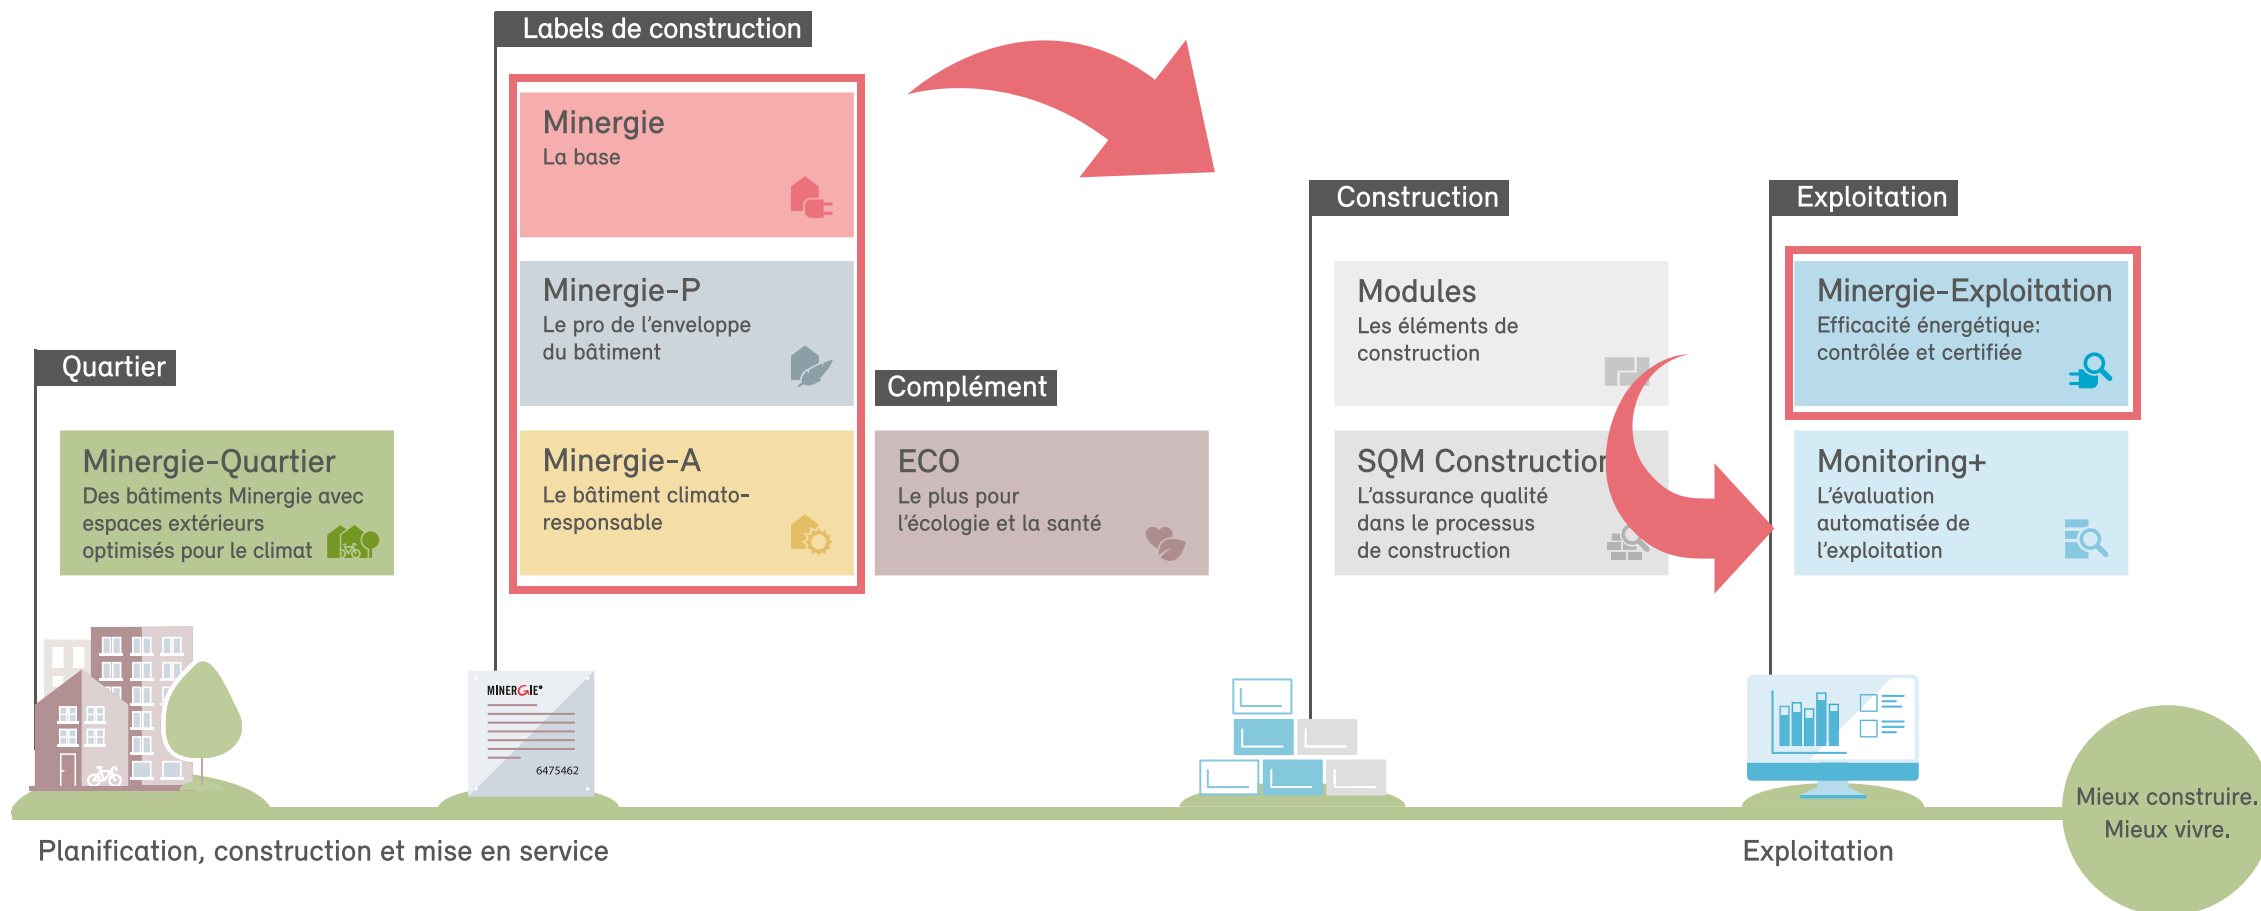 Labels de construction
Minergie
La base
Minergie-P
Le pro de l'enveloppe
du bâtiment
Minergie-A
Le bâtiment climato-
responsable
Quartier
Minergie-Quartier
Des bâtiments Minergie avec
espaces extérieurs
optimisés pour le climat
Complément
ECO
Le plus pour
l'écologie et la santé
Construction
Modules
Les éléments de
construction
SQM Construction
L'assurance qualité
dans le processus
de construction
Exploitation
Minergie-Exploitation
Efficacité énergétique:
contrôlée et certifiée
Monitoring+
L'évaluation
automatisée de
l'exploitation
MINERGIE®
6475462
Planification, construction et mise en service
Exploitation
Mieux construire.
Mieux vivre.